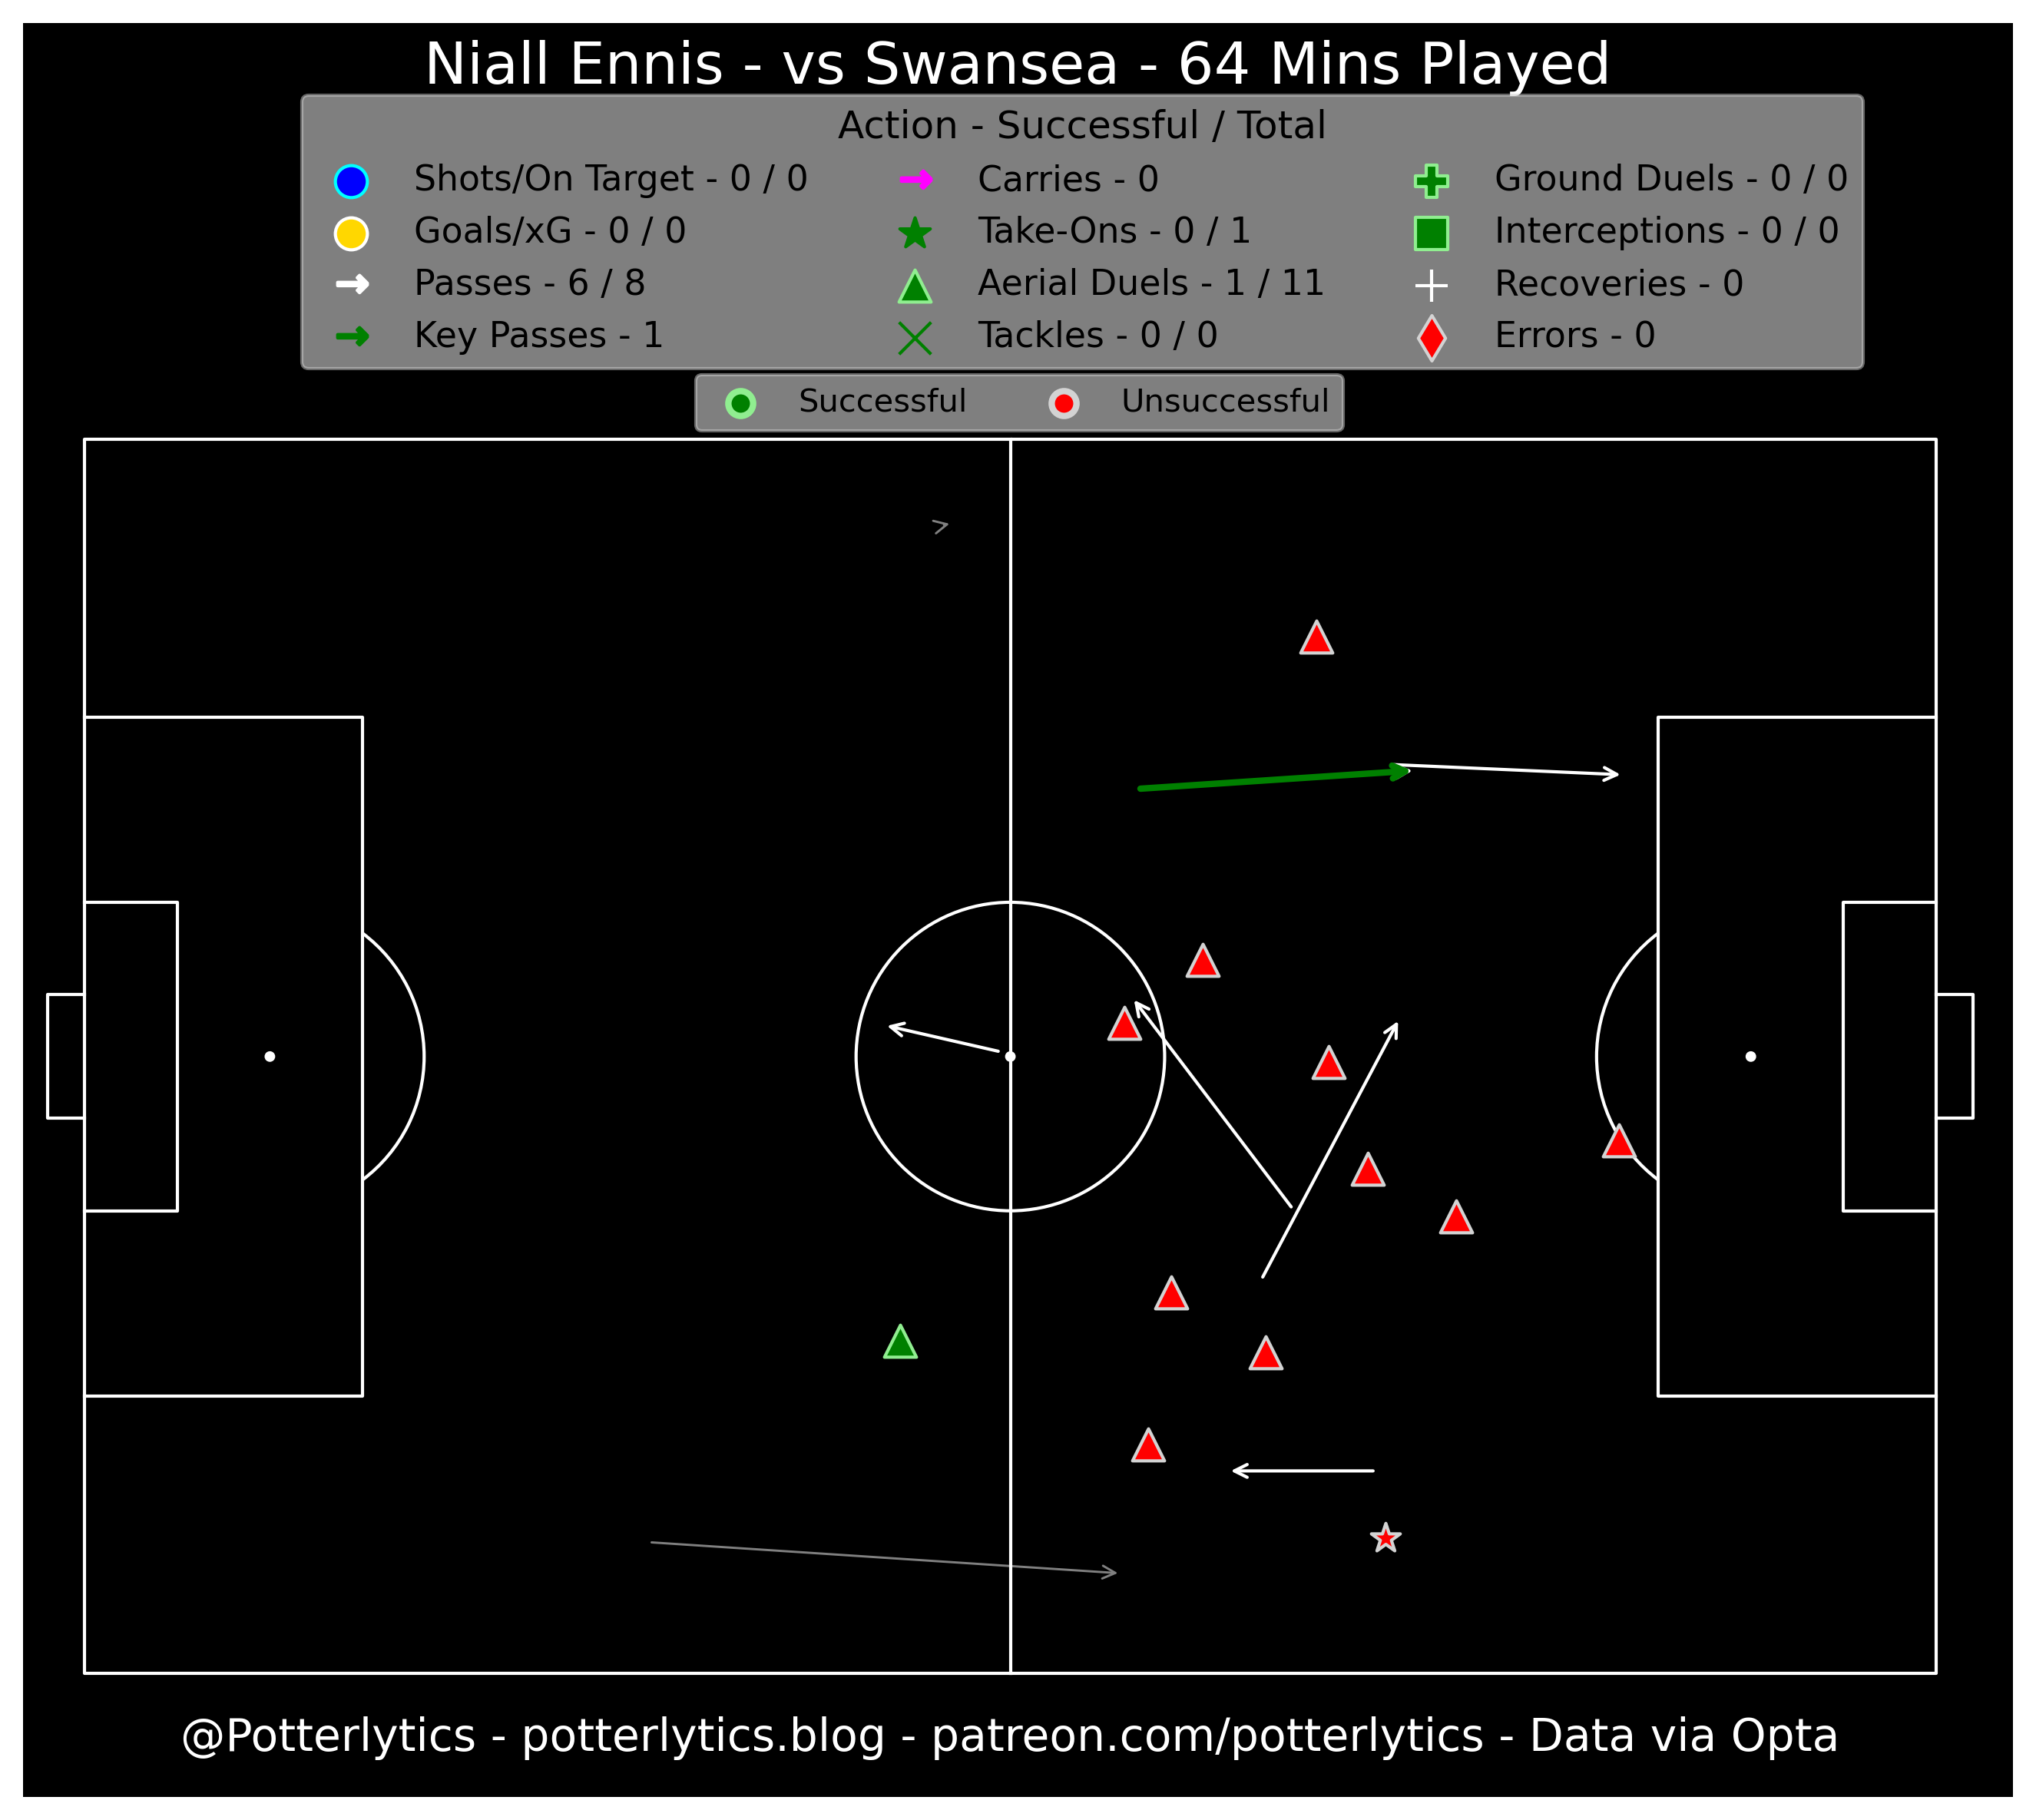 Niall Ennis - vs Swansea - 64 Mins Played
Action - Successful / Total
Shots/On Target - 0 / 0
Goals/xG - 0 / 0
Passes - 6 / 8
Key Passes - 1
Carries - 0
Take-Ons - 0 / 1
Aerial Duels - 1 / 11
Tackles - 0 / 0
Ground Duels - 0 / 0
Interceptions - 0 / 0
Recoveries - 0
Errors - 0
Successful
Unsuccessful
@Potterlytics - potterlytics.blog - patreon.com/potterlytics - Data via Opta